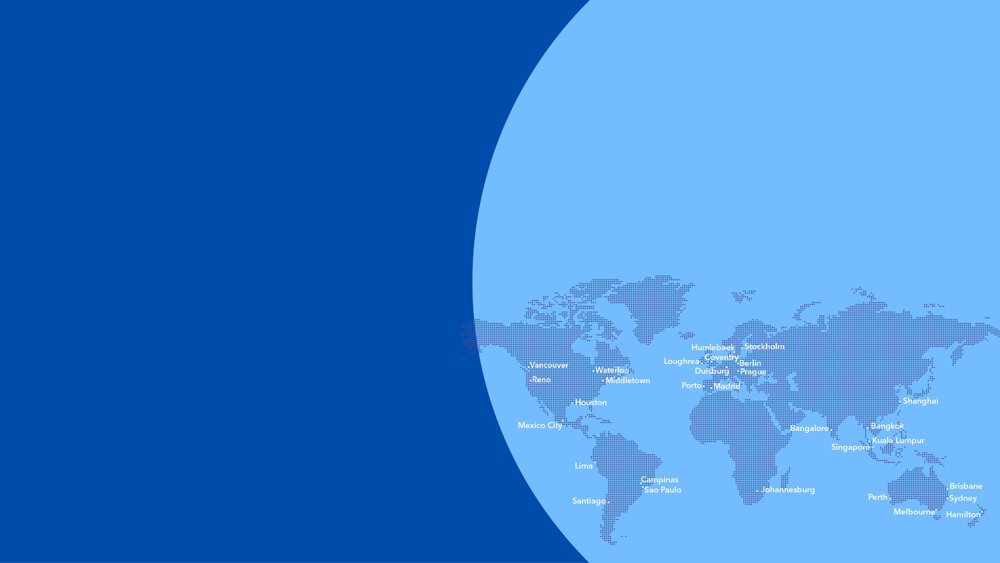 Humlebaek
Stockholm
Coventry
Loughrea
Berlin
Vancouver
Waterloo
Duisburg
Prague
Reno
Middletown
Porto
Madrid
Houston
Shanghai
Mexico City
Bangalore
Bangkok
Kuala Lumpur
Singapore
Lima
Campinas
Sao Paulo
Johannesburg
Brisbane
Santiago
Perth
Sydney
Melbourne
Hamilton